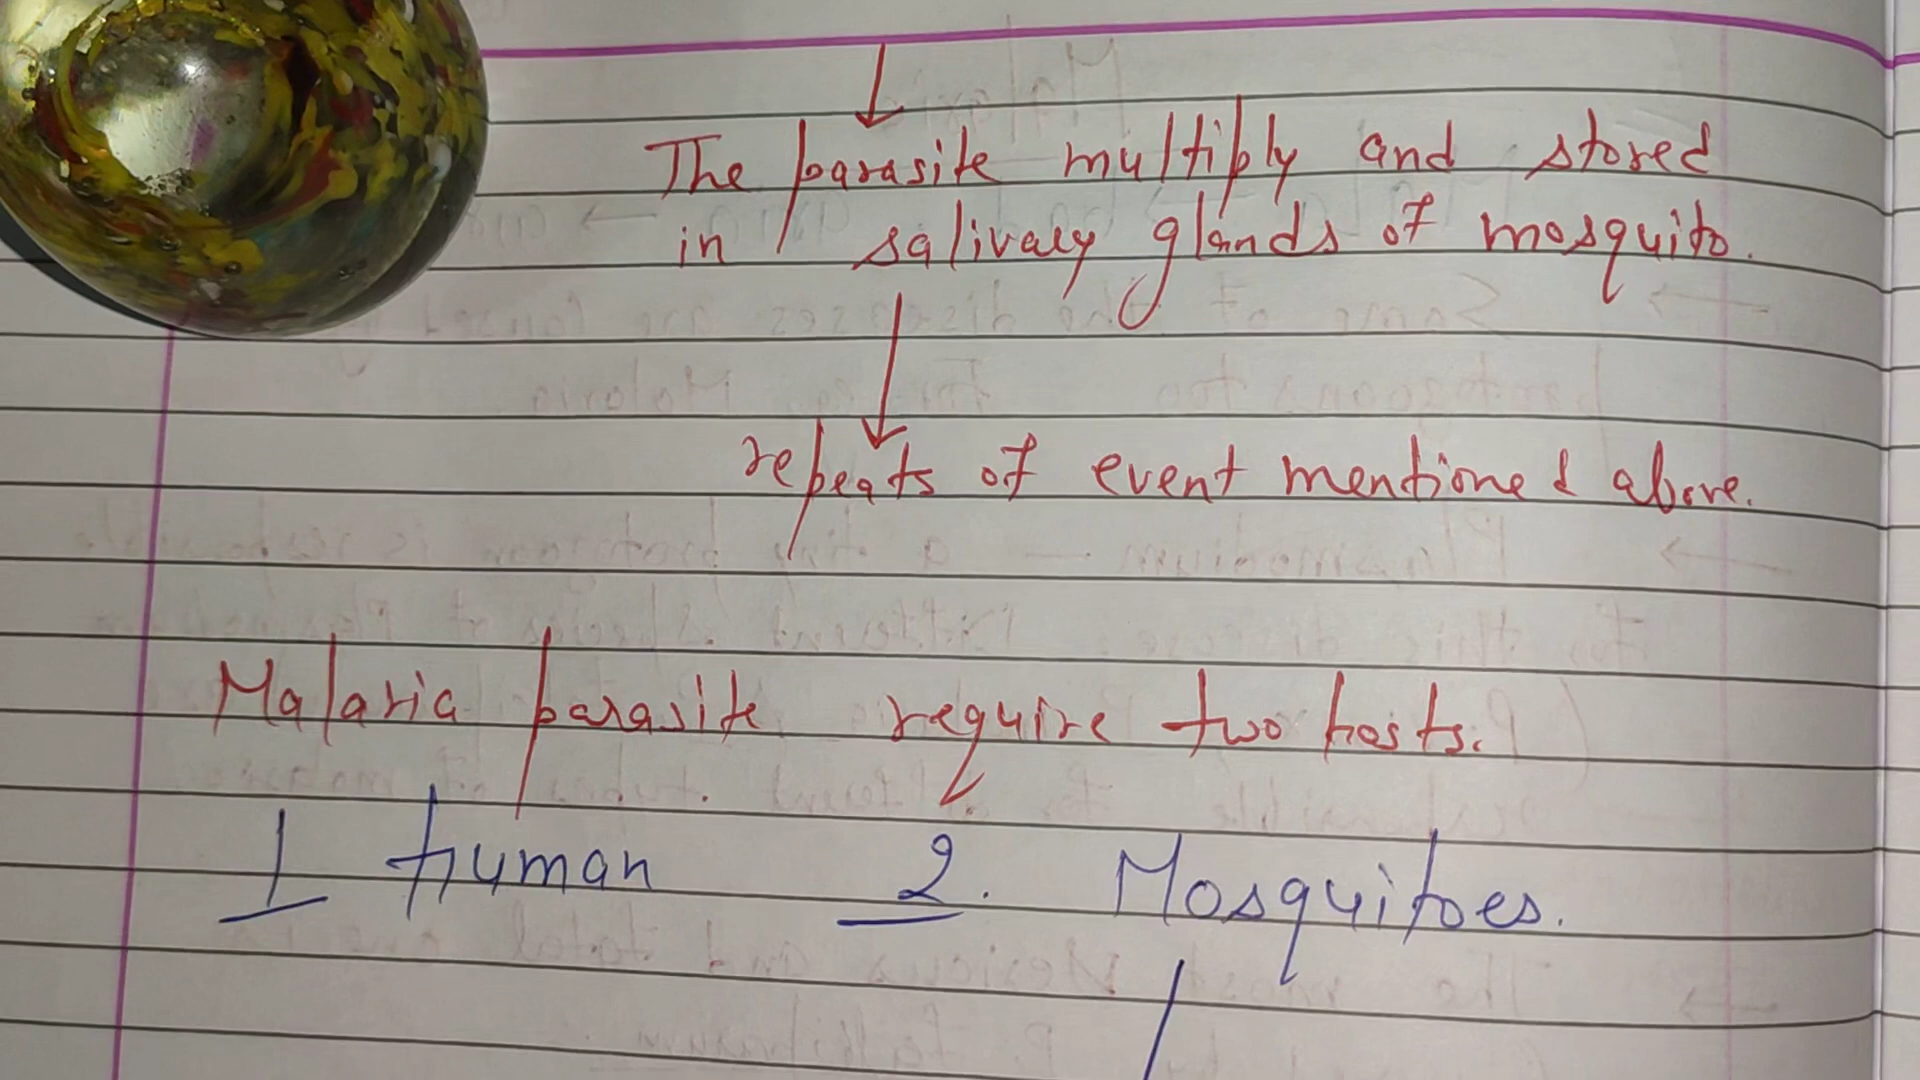 The parasite multiply and stored
in salivary glands of mosquito.
repeats of event mentioned above.
Malaria parasite require two hosts.
1 human 2. Mosquitoes.